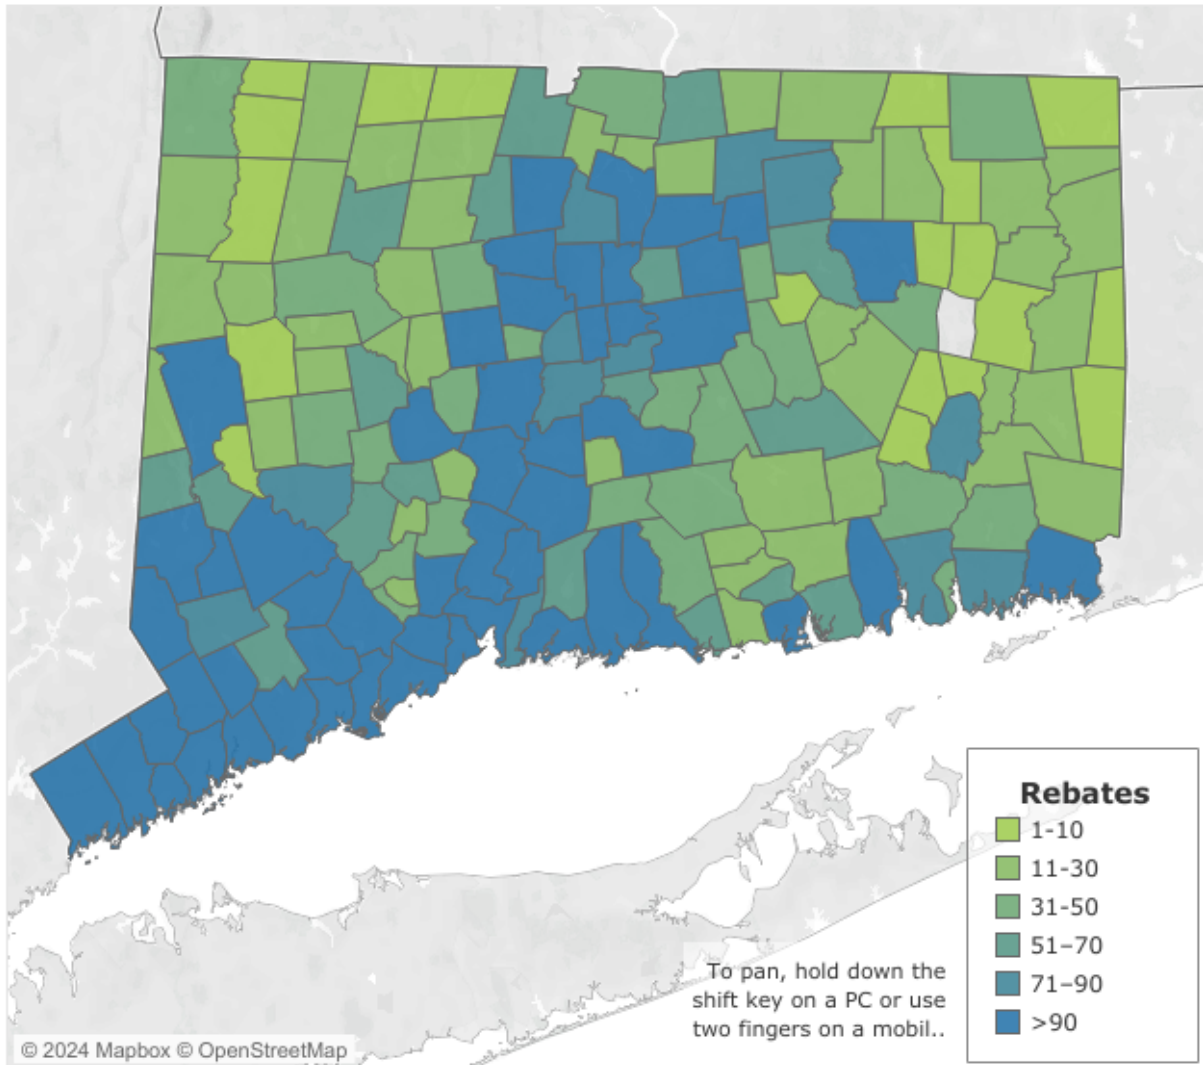 Rebates
1-10
11-30
31-50
51-70
71-90
>90
To pan, hold down the
shift key on a PC or use
two fingers on a mobil..
© 2024 Mapbox © OpenStreetMap